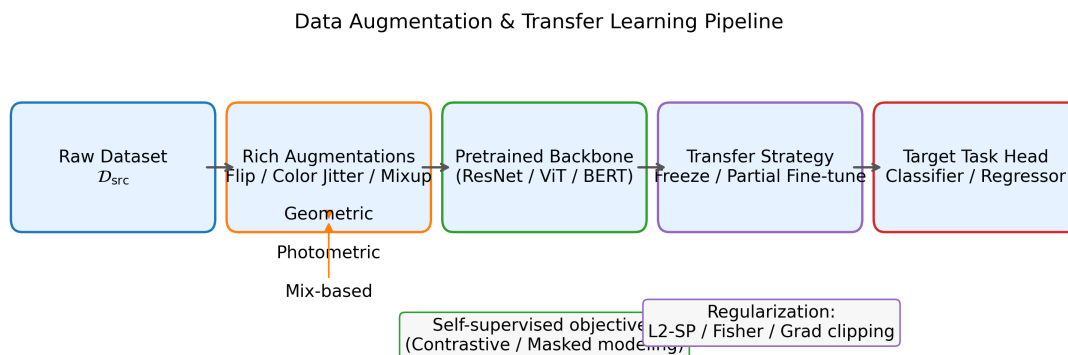 Data Augmentation & Transfer Learning Pipeline
Raw Dataset
𝒟src
Rich Augmentations
Flip / Color Jitter / Mixup
Pretrained Backbone
(ResNet / ViT / BERT)
Transfer Strategy
Freeze / Partial Fine-tune
Target Task Head
Classifier / Regressor
Geometric
Photometric
Mix-based
Self-supervised objective
(Contrastive / Masked modeling)
Regularization:
L2-SP / Fisher / Grad clipping